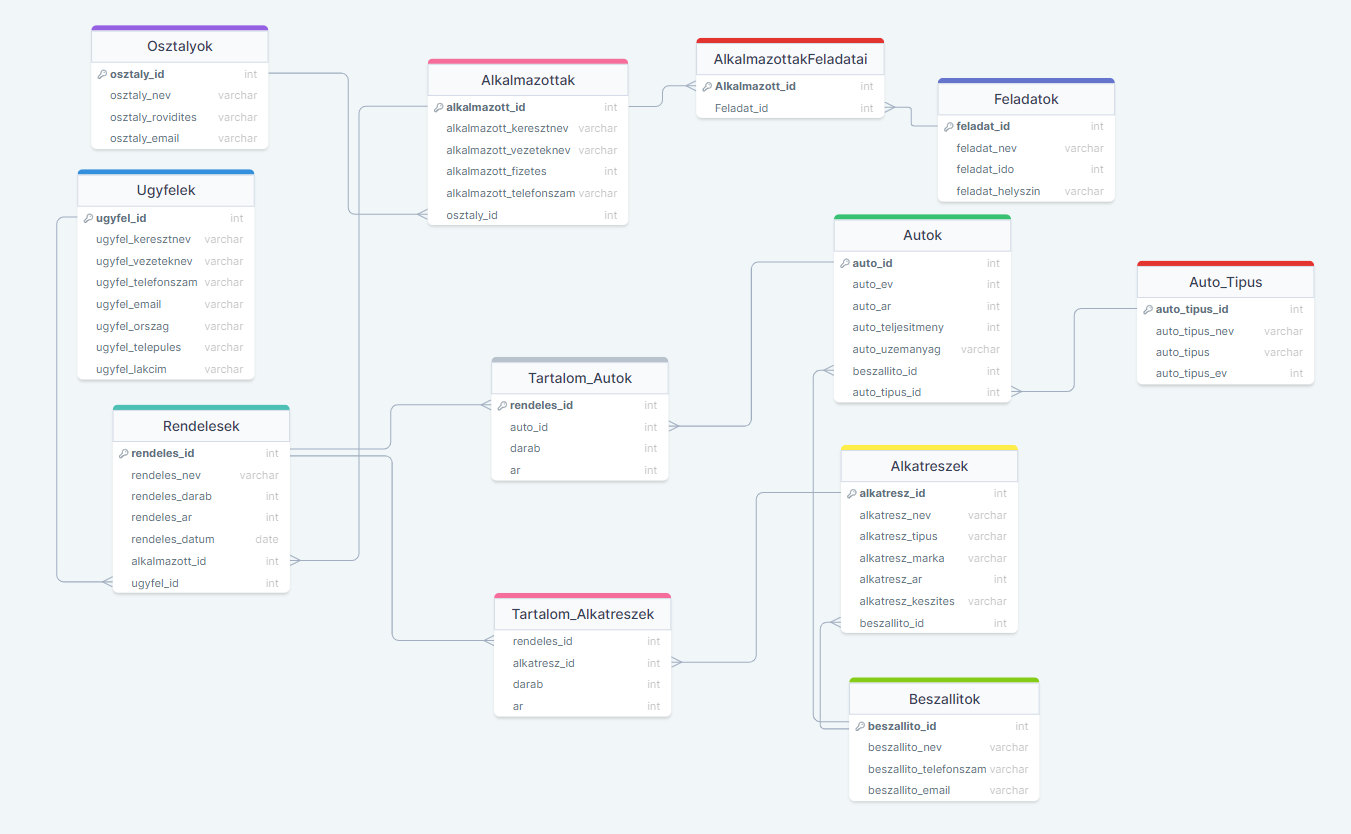 Osztalyok
osztaly_id int
osztaly_nev varchar
osztaly_rovidites varchar
osztaly_email varchar
Alkalmazottak
alkalmazott_id int
alkalmazott_keresztnev varchar
alkalmazott_vezeteknev varchar
alkalmazott_fizetes int
alkalmazott_telefonszam varchar
osztaly_id int
AlkalmazottakFeladatai
Alkalmazott_id int
Feladat_id int
Feladatok
feladat_id int
feladat_nev varchar
feladat_ido int
feladat_helyszin varchar
Ugyfelek
ugyfel_id int
ugyfel_keresztnev varchar
ugyfel_vezeteknev varchar
ugyfel_telefonszam varchar
ugyfel_email varchar
ugyfel_orszag varchar
ugyfel_telepules varchar
ugyfel_lakcim varchar
Autok
auto_id int
auto_ev int
auto_ar int
auto_teljesitmeny int
auto_uzemanyag varchar
beszallito_id int
auto_tipus_id int
Auto_Tipus
auto_tipus_id int
auto_tipus_nev varchar
auto_tipus varchar
auto_tipus_ev int
Tartalom_Autok
rendeles_id int
auto_id int
darab int
ar int
Rendelesek
rendeles_id int
rendeles_nev varchar
rendeles_darab int
rendeles_ar int
rendeles_datum date
alkalmazott_id int
ugyfel_id int
Alkatreszek
alkatresz_id int
alkatresz_nev varchar
alkatresz_tipus varchar
alkatresz_marka varchar
alkatresz_ar int
alkatresz_keszites varchar
beszallito_id int
Tartalom_Alkatreszek
rendeles_id int
alkatresz_id int
darab int
ar int
Beszallitok
beszallito_id int
beszallito_nev varchar
beszallito_telefonszam varchar
beszallito_email varchar